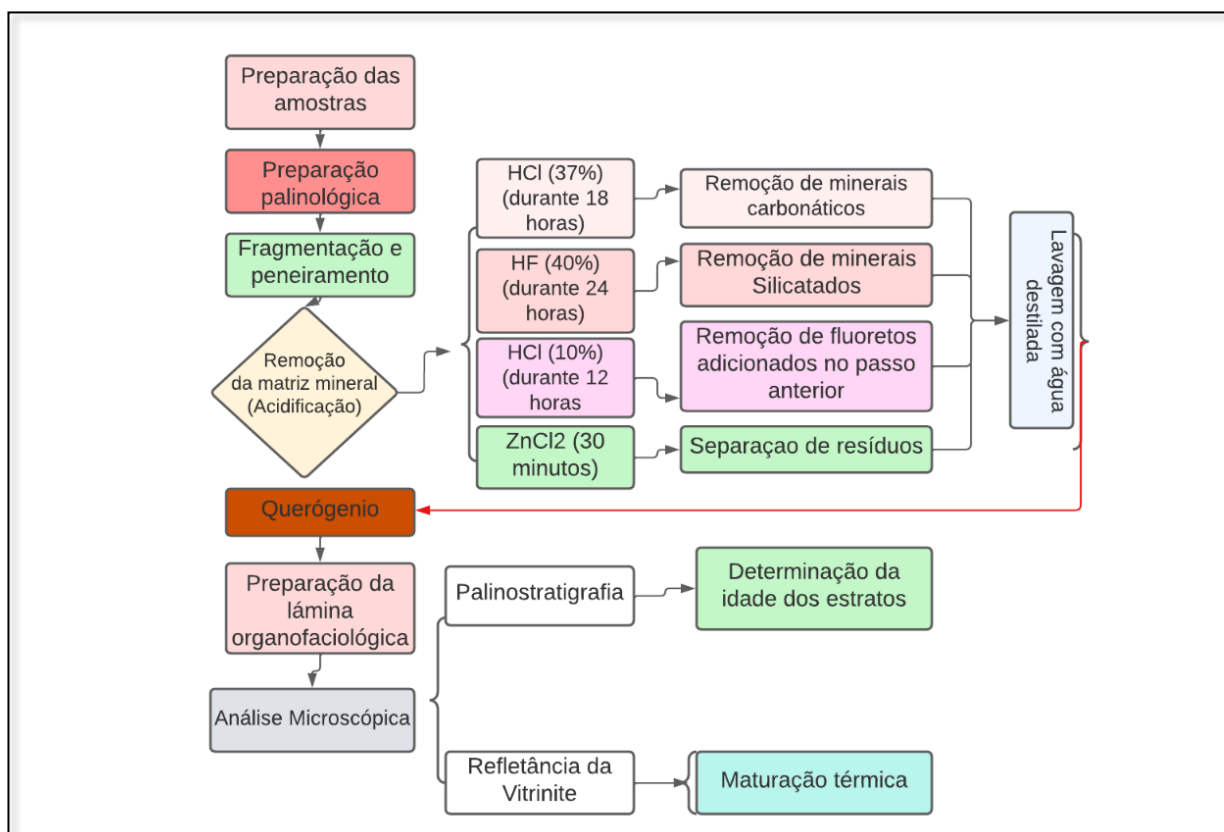 Preparação das
amostras
Preparação
palinológica
Fragmentação e
peneiramento
Remoção
da matriz mineral
(Acidificação)
HCl (37%)
(durante 18
horas)
Remoção de minerais
carbonáticos
HF (40%)
(durante 24
horas)
Remoção de minerais
Silicatados
HCl (10%)
(durante 12
horas
Remoção de fluoretos
adicionados no passo
anterior
ZnCl2 (30
minutos)
Separaçao de resíduos
Lavagem com água
destilada
Querógenio
Preparação da
lámina
organofaciológica
Análise Microscópica
Palinostratigrafia
Determinação da
idade dos estratos
Refletância da
Vitrinite
Maturação térmica